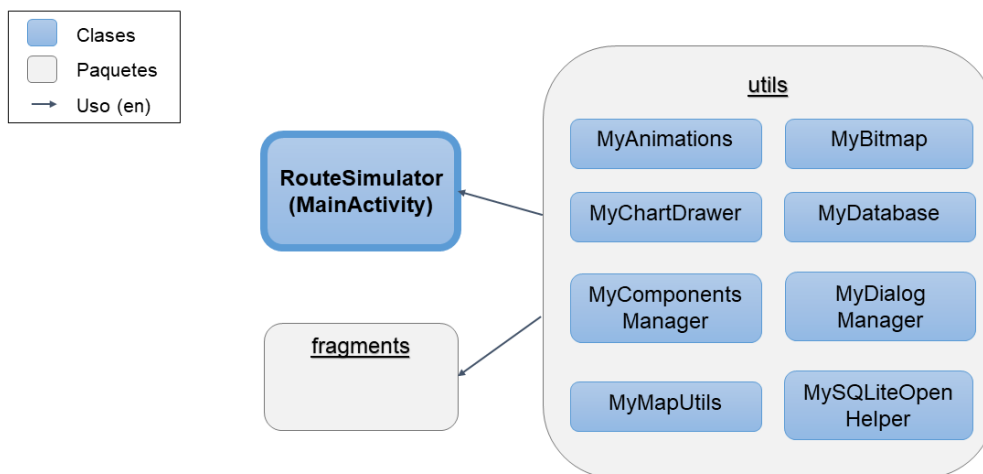 Clases
Paquetes
Uso (en)
utils
MyAnimations
MyBitmap
RouteSimulator
(MainActivity)
MyChartDrawer
MyDatabase
MyComponents
Manager
MyDialog
Manager
fragments
MyMapUtils
MySQLiteOpen
Helper